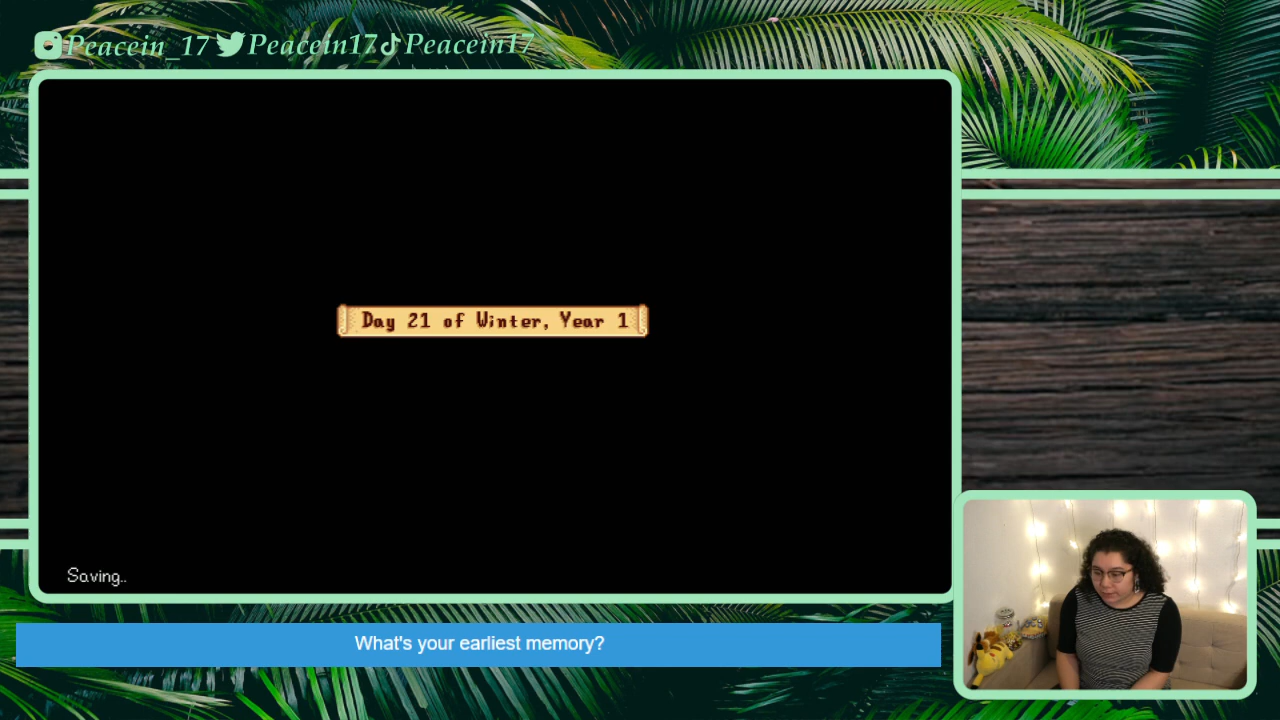 Peacein_17 Peacein17 Peacein17
Day 21 of Winter, Year 1
Saving..
What's your earliest memory?